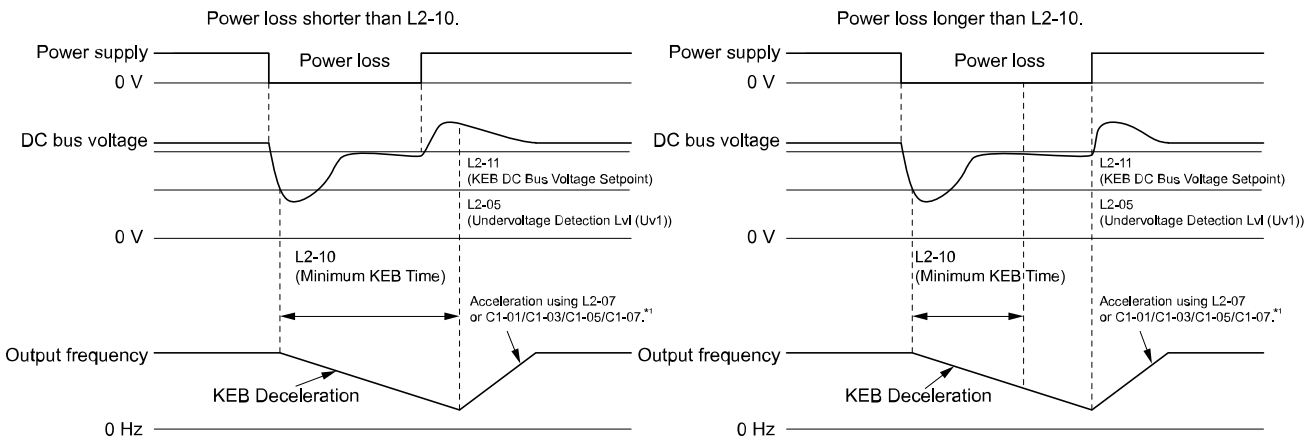 Power loss shorter than L2-10.
Power supply
Power loss
0 V
DC bus voltage
L2-11
(KEB DC Bus Voltage Setpoint)
L2-05
(Undervoltage Detection Lvl (Uv1))
0 V
L2-10
(Minimum KEB Time)
Acceleration using L2-07
or C1-01/C1-03/C1-05/C1-07.*1
Output frequency
KEB Deceleration
0 Hz
Power loss longer than L2-10.
Power supply
Power loss
0 V
DC bus voltage
L2-11
(KEB DC Bus Voltage Setpoint)
L2-05
(Undervoltage Detection Lvl (Uv1))
0 V
L2-10
(Minimum KEB Time)
Acceleration using L2-07
or C1-01/C1-03/C1-05/C1-07.*1
Output frequency
KEB Deceleration
0 Hz